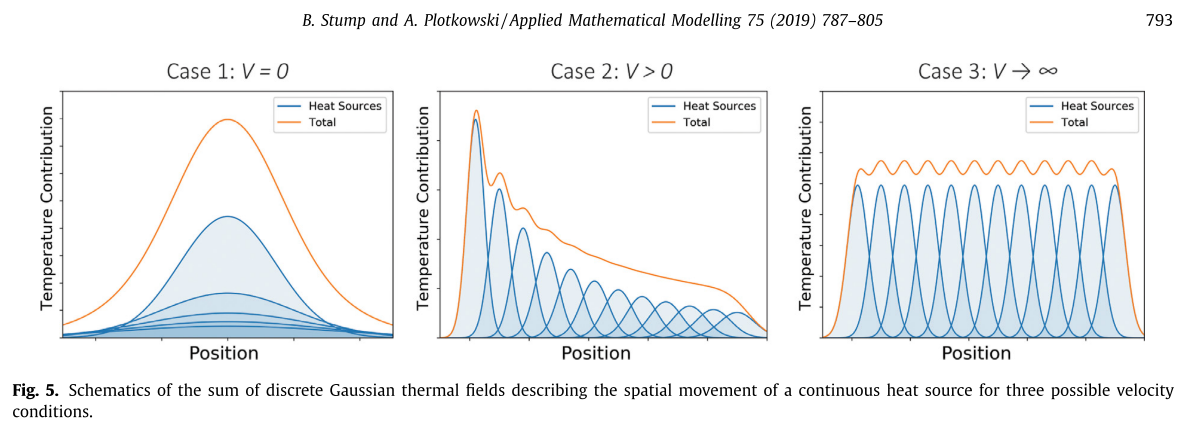 B. Stump and A. Plotkowski / Applied Mathematical Modelling 75 (2019) 787–805
793
Case 1: V = 0
Case 2: V > 0
Case 3: V → ∞
Temperature Contribution
Heat Sources
Total
Position
Temperature Contribution
Heat Sources
Total
Position
Temperature Contribution
Heat Sources
Total
Position
Fig. 5. Schematics of the sum of discrete Gaussian thermal fields describing the spatial movement of a continuous heat source for three possible velocity
conditions.